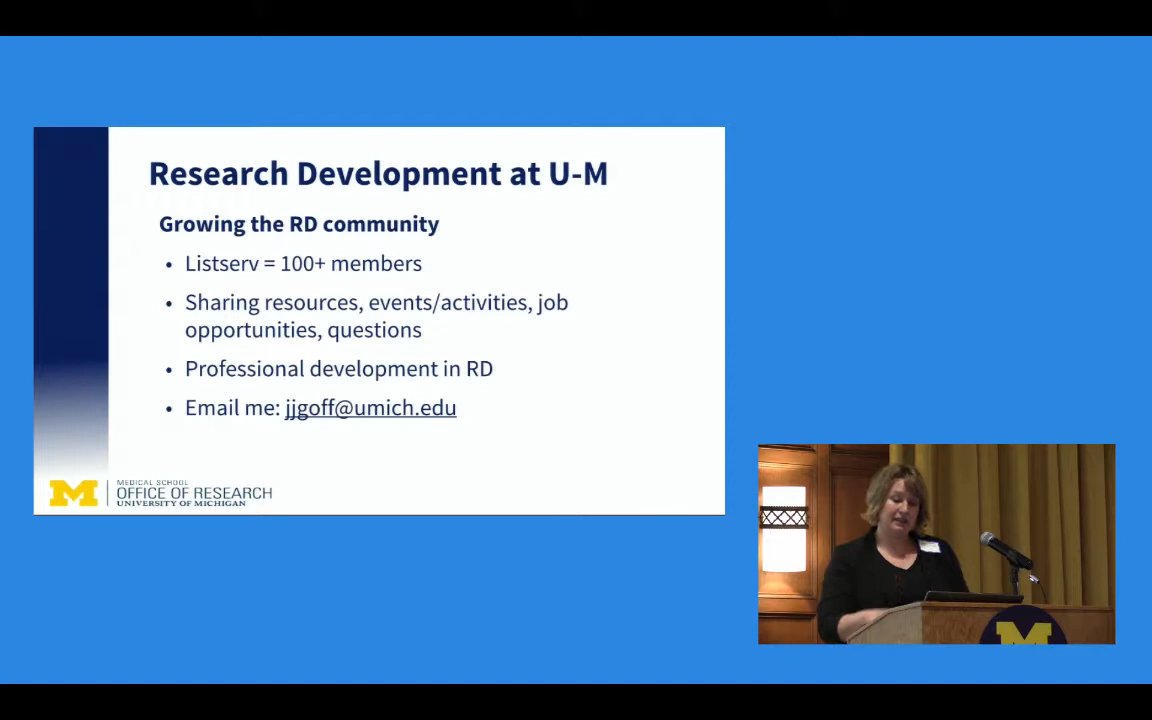 Research Development at U-M
Growing the RD community
• Listserv = 100+ members
• Sharing resources, events/activities, job
opportunities, questions
• Professional development in RD
• Email me: jjgoff@umich.edu
M
MEDICAL SCHOOL
OFFICE OF RESEARCH
UNIVERSITY OF MICHIGAN
M